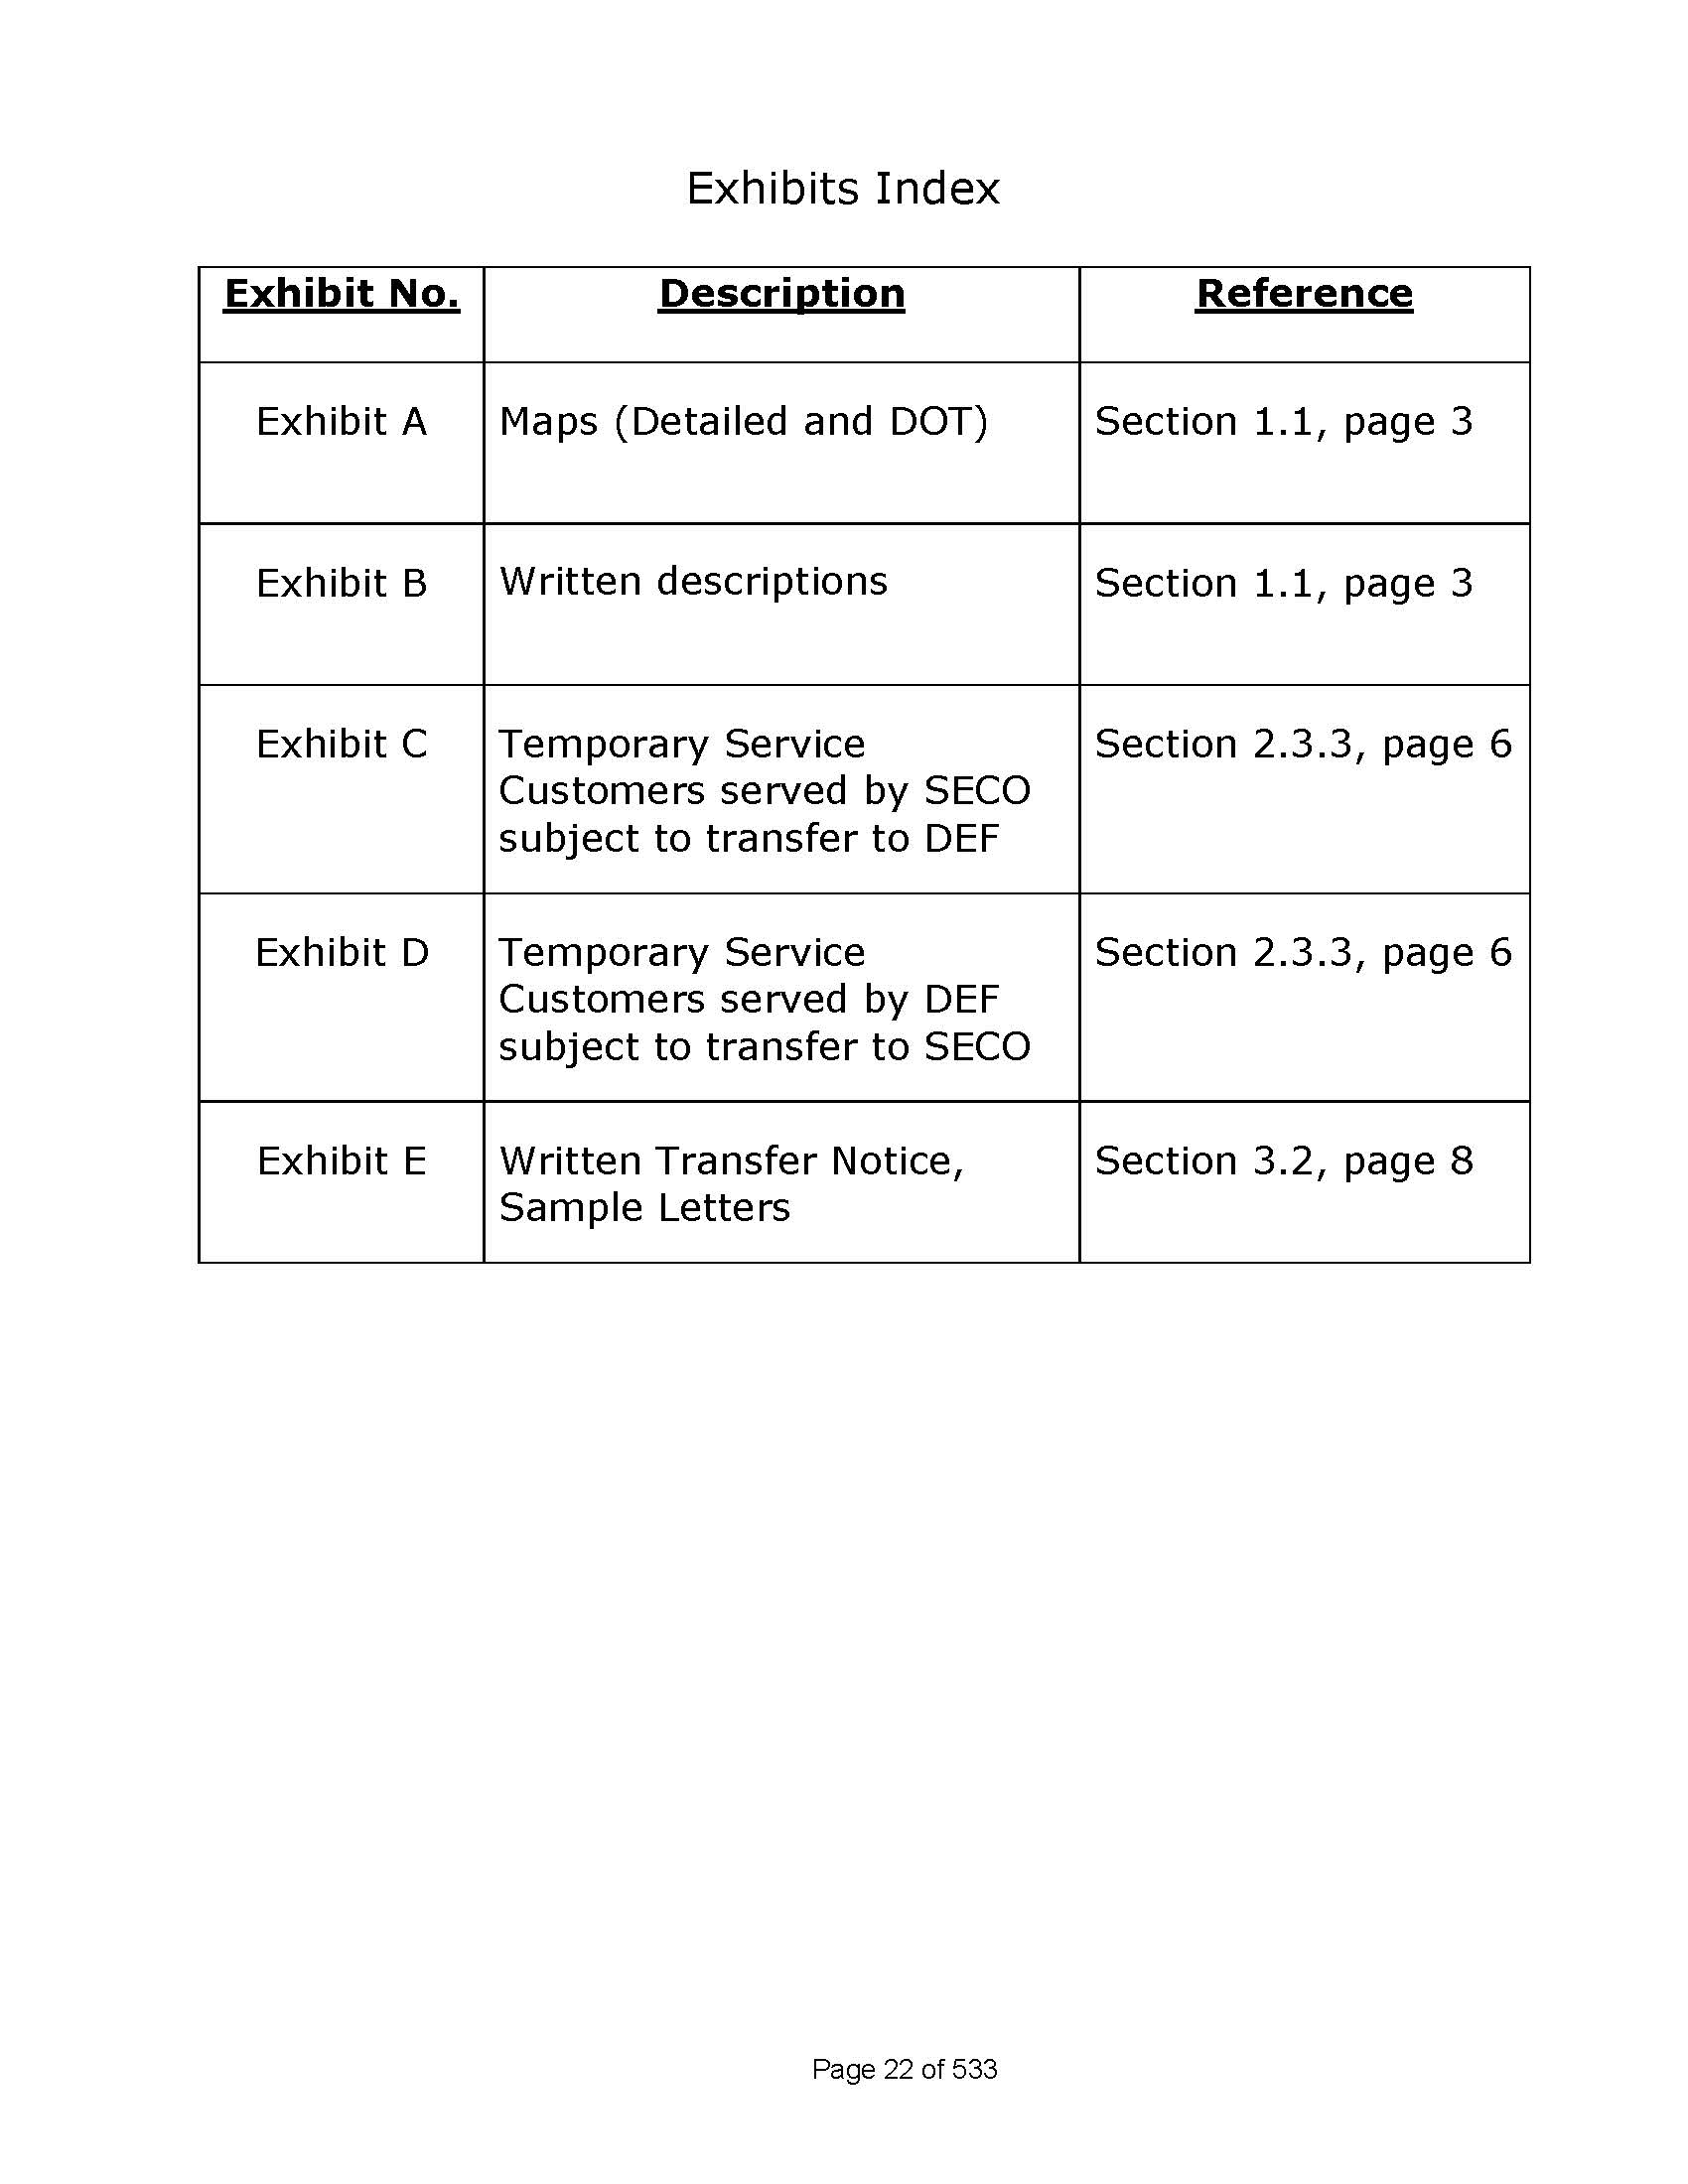 Exhibits Index
Exhibit No. Description Reference
Exhibit A Maps (Detailed and DOT) Section 1.1, page 3
Exhibit B Written descriptions Section 1.1, page 3
Exhibit C Temporary Service Section 2.3.3, page 6
Customers served by SECO
subject to transfer to DEF
Exhibit D Temporary Service Section 2.3.3, page 6
Customers served by DEF
subject to transfer to SECO
Exhibit E Written Transfer Notice, Section 3.2, page 8
Sample Letters
Page 22 of 533